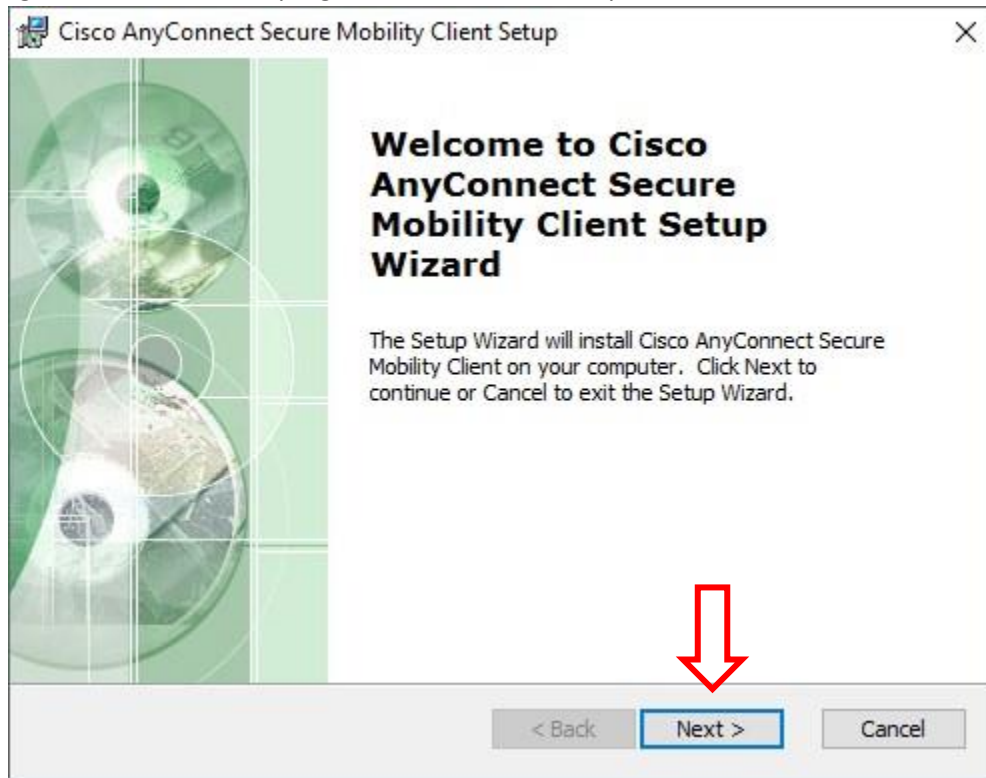 Cisco AnyConnect Secure Mobility Client Setup
Welcome to Cisco
AnyConnect Secure
Mobility Client Setup
Wizard
The Setup Wizard will install Cisco AnyConnect Secure
Mobility Client on your computer. Click Next to
continue or Cancel to exit the Setup Wizard.
< Back Next > Cancel